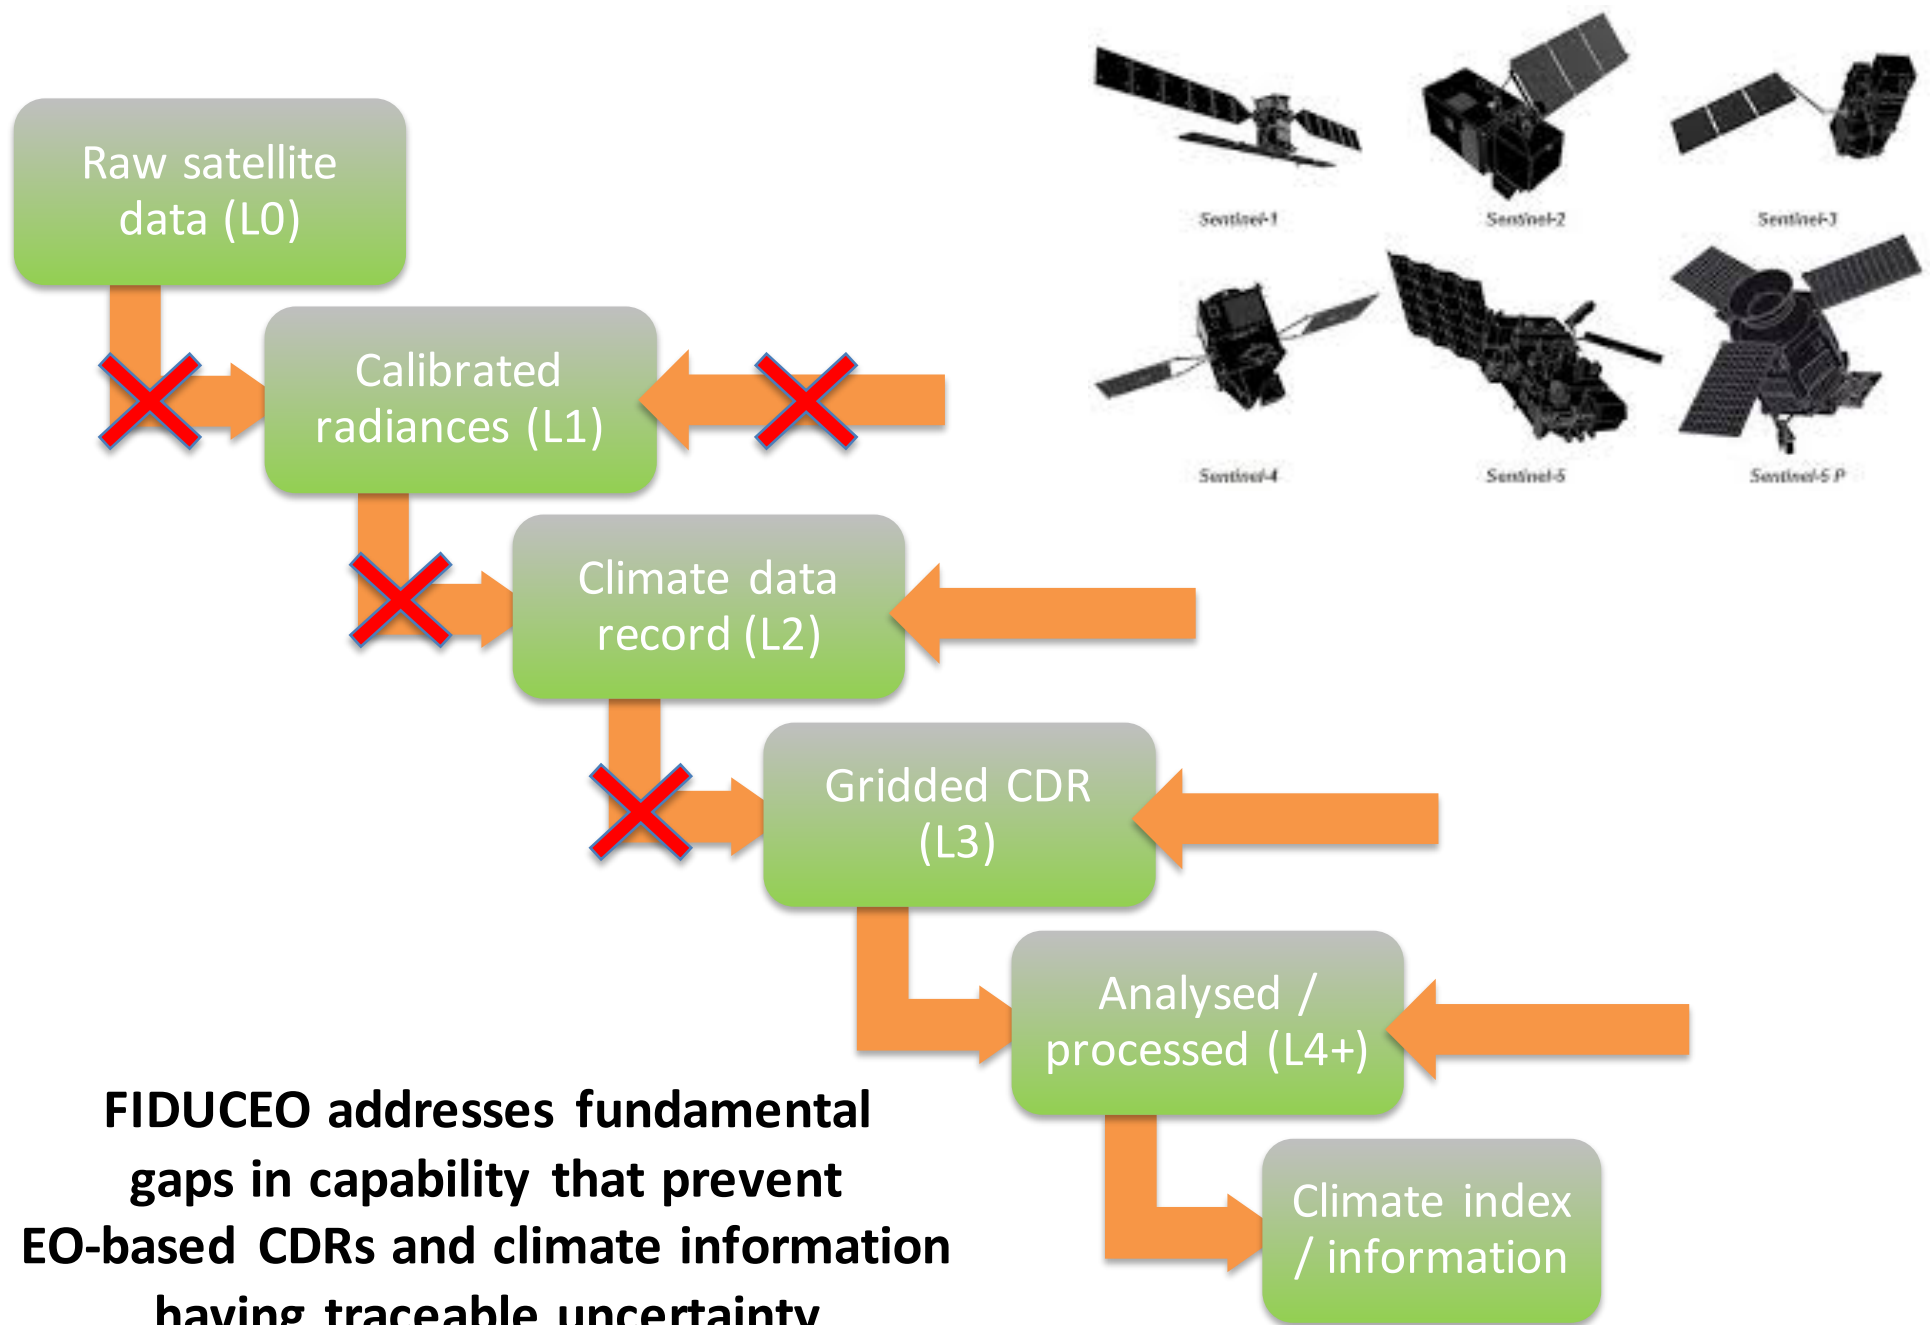 Raw satellite
data (L0)
Calibrated
radiances (L1)
Climate data
record (L2)
Gridded CDR
(L3)
Analysed /
processed (L4+)
Climate index
/ information
Sentinel-1
Sentinel-2
Sentinel-3
Sentinel-4
Sentinel-5
Sentinel-5 P
FIDUCEO addresses fundamental
gaps in capability that prevent
EO-based CDRs and climate information
having traceable uncertainty